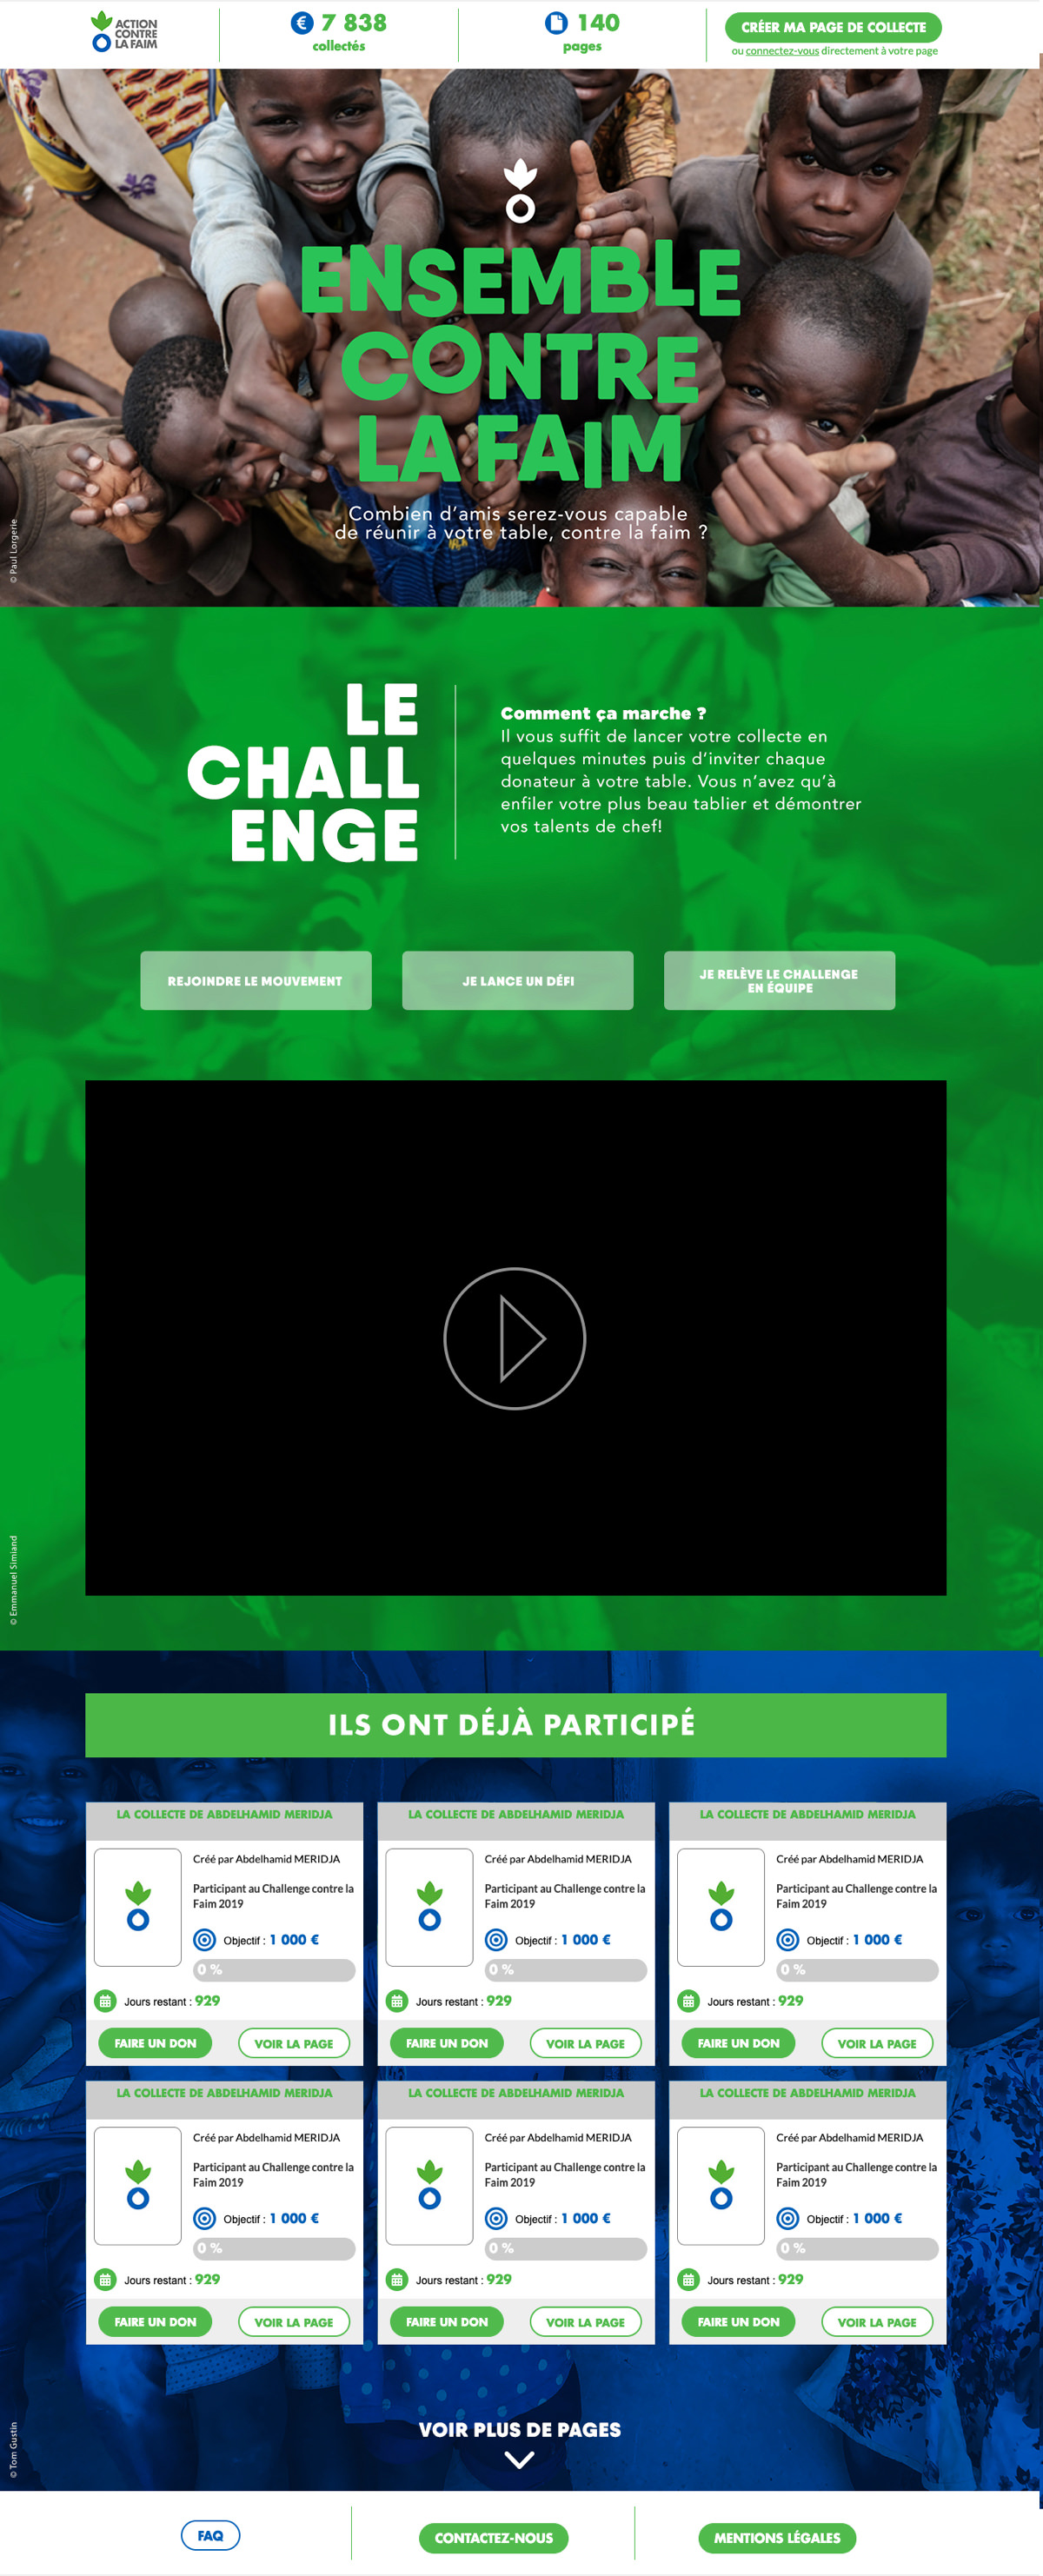 ACTION
CONTRE
LA FAIM
€ 7 838
collectés
140
pages
CRÉER MA PAGE DE COLLECTE
ou connectez-vous directement à votre page
ENSEMBLE
CONTRE
LA FAIM
Combien d'amis serez-vous capable
de réunir à votre table, contre la faim ?
© Paul Lorgerie
LE
CHALL
ENGE
Comment ça marche ?
Il vous suffit de lancer votre collecte en
quelques minutes puis d'inviter chaque
donateur à votre table. Vous n'avez qu'à
enfiler votre plus beau tablier et démontrer
vos talents de chef!
REJOINDRE LE MOUVEMENT
JE LANCE UN DÉFI
JE RELÈVE LE CHALLENGE
EN ÉQUIPE
© Emmanuel Simiand
ILS ONT DÉJÀ PARTICIPÉ
LA COLLECTE DE ABDELHAMID MERIDJA
Créé par Abdelhamid MERIDJA
Participant au Challenge contre la
Faim 2019
Objectif : 1 000 €
0 %
Jours restant : 929
FAIRE UN DON
VOIR LA PAGE
LA COLLECTE DE ABDELHAMID MERIDJA
Créé par Abdelhamid MERIDJA
Participant au Challenge contre la
Faim 2019
Objectif : 1 000 €
0 %
Jours restant : 929
FAIRE UN DON
VOIR LA PAGE
LA COLLECTE DE ABDELHAMID MERIDJA
Créé par Abdelhamid MERIDJA
Participant au Challenge contre la
Faim 2019
Objectif : 1 000 €
0 %
Jours restant : 929
FAIRE UN DON
VOIR LA PAGE
LA COLLECTE DE ABDELHAMID MERIDJA
Créé par Abdelhamid MERIDJA
Participant au Challenge contre la
Faim 2019
Objectif : 1 000 €
0 %
Jours restant : 929
FAIRE UN DON
VOIR LA PAGE
LA COLLECTE DE ABDELHAMID MERIDJA
Créé par Abdelhamid MERIDJA
Participant au Challenge contre la
Faim 2019
Objectif : 1 000 €
0 %
Jours restant : 929
FAIRE UN DON
VOIR LA PAGE
LA COLLECTE DE ABDELHAMID MERIDJA
Créé par Abdelhamid MERIDJA
Participant au Challenge contre la
Faim 2019
Objectif : 1 000 €
0 %
Jours restant : 929
FAIRE UN DON
VOIR LA PAGE
VOIR PLUS DE PAGES
© Tom Gustin
FAQ
CONTACTEZ-NOUS
MENTIONS LÉGALES